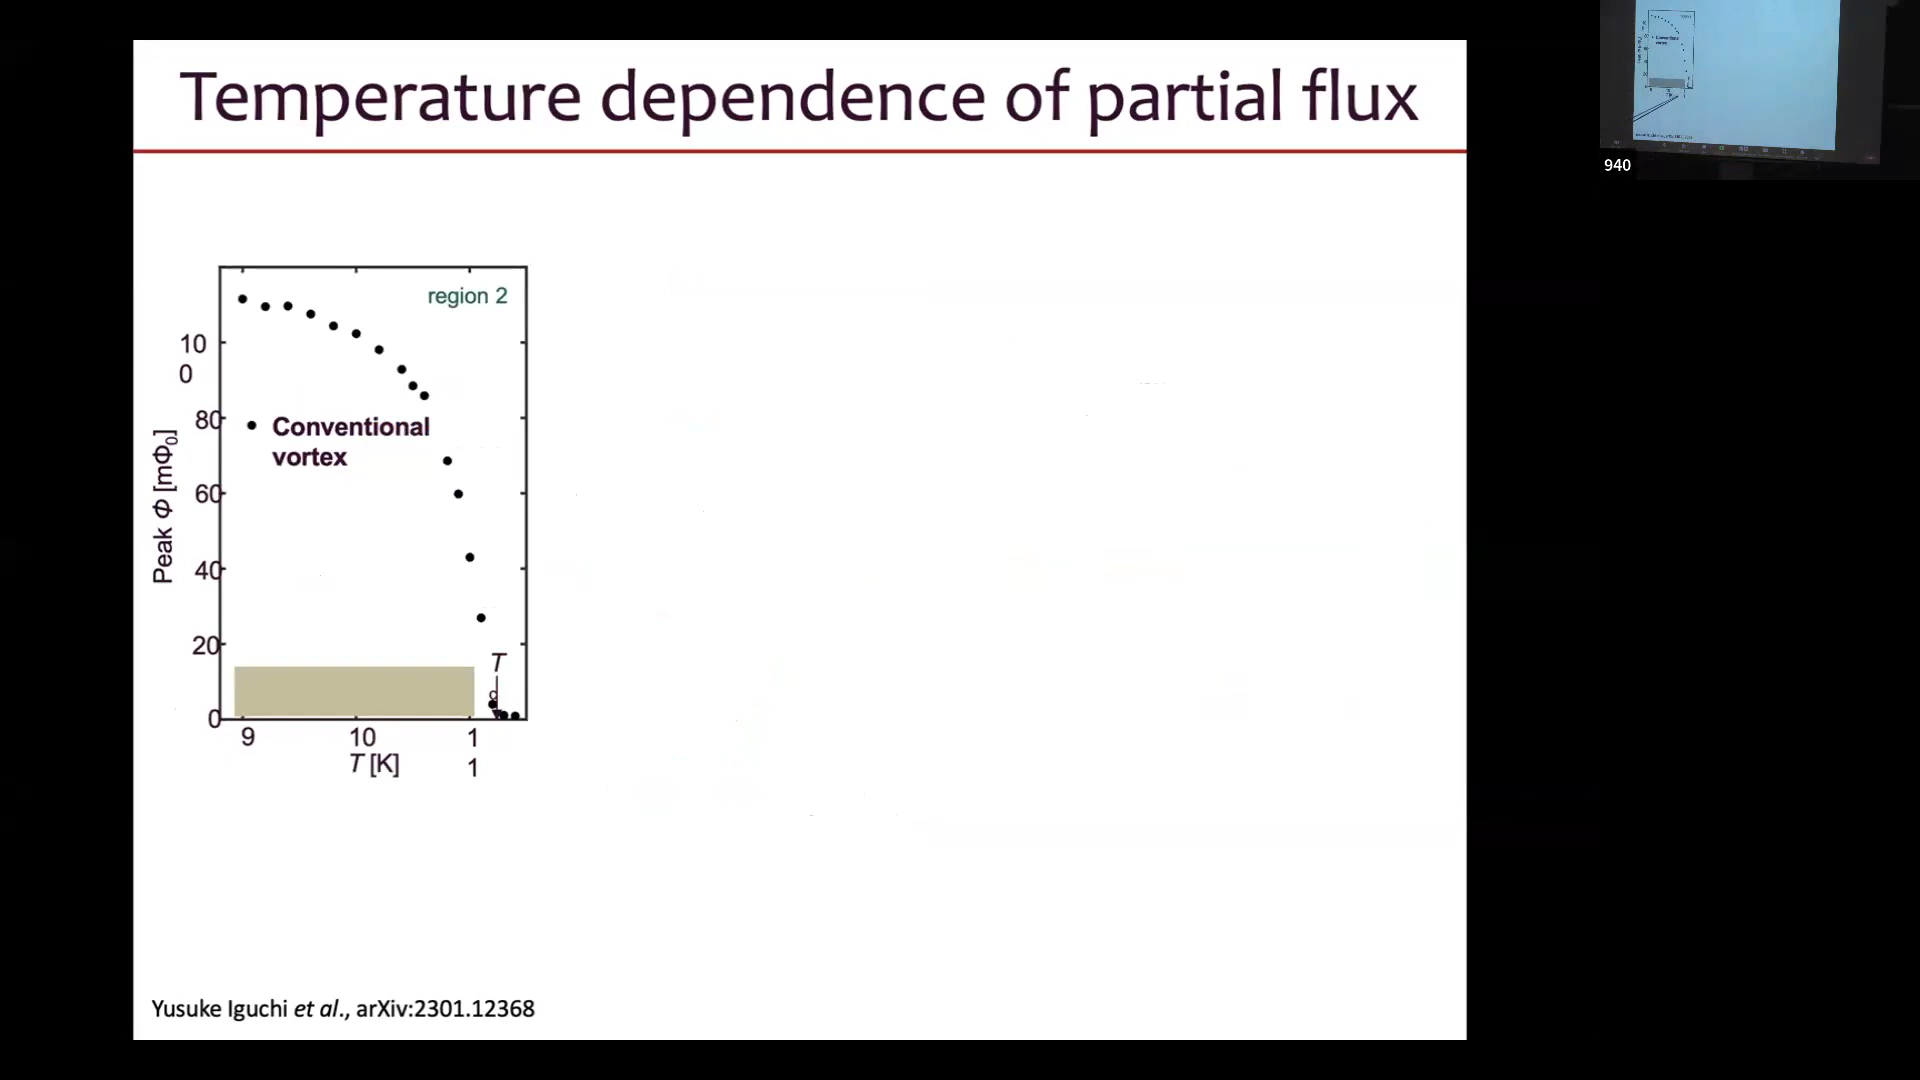 Temperature dependence of partial flux
region 2
10
0
80
Conventional
vortex
60
40
20
0
Peak Φ [mΦ0]
T
c
9
10
1
1
T [K]
Yusuke Iguchi et al., arXiv:2301.12368
940